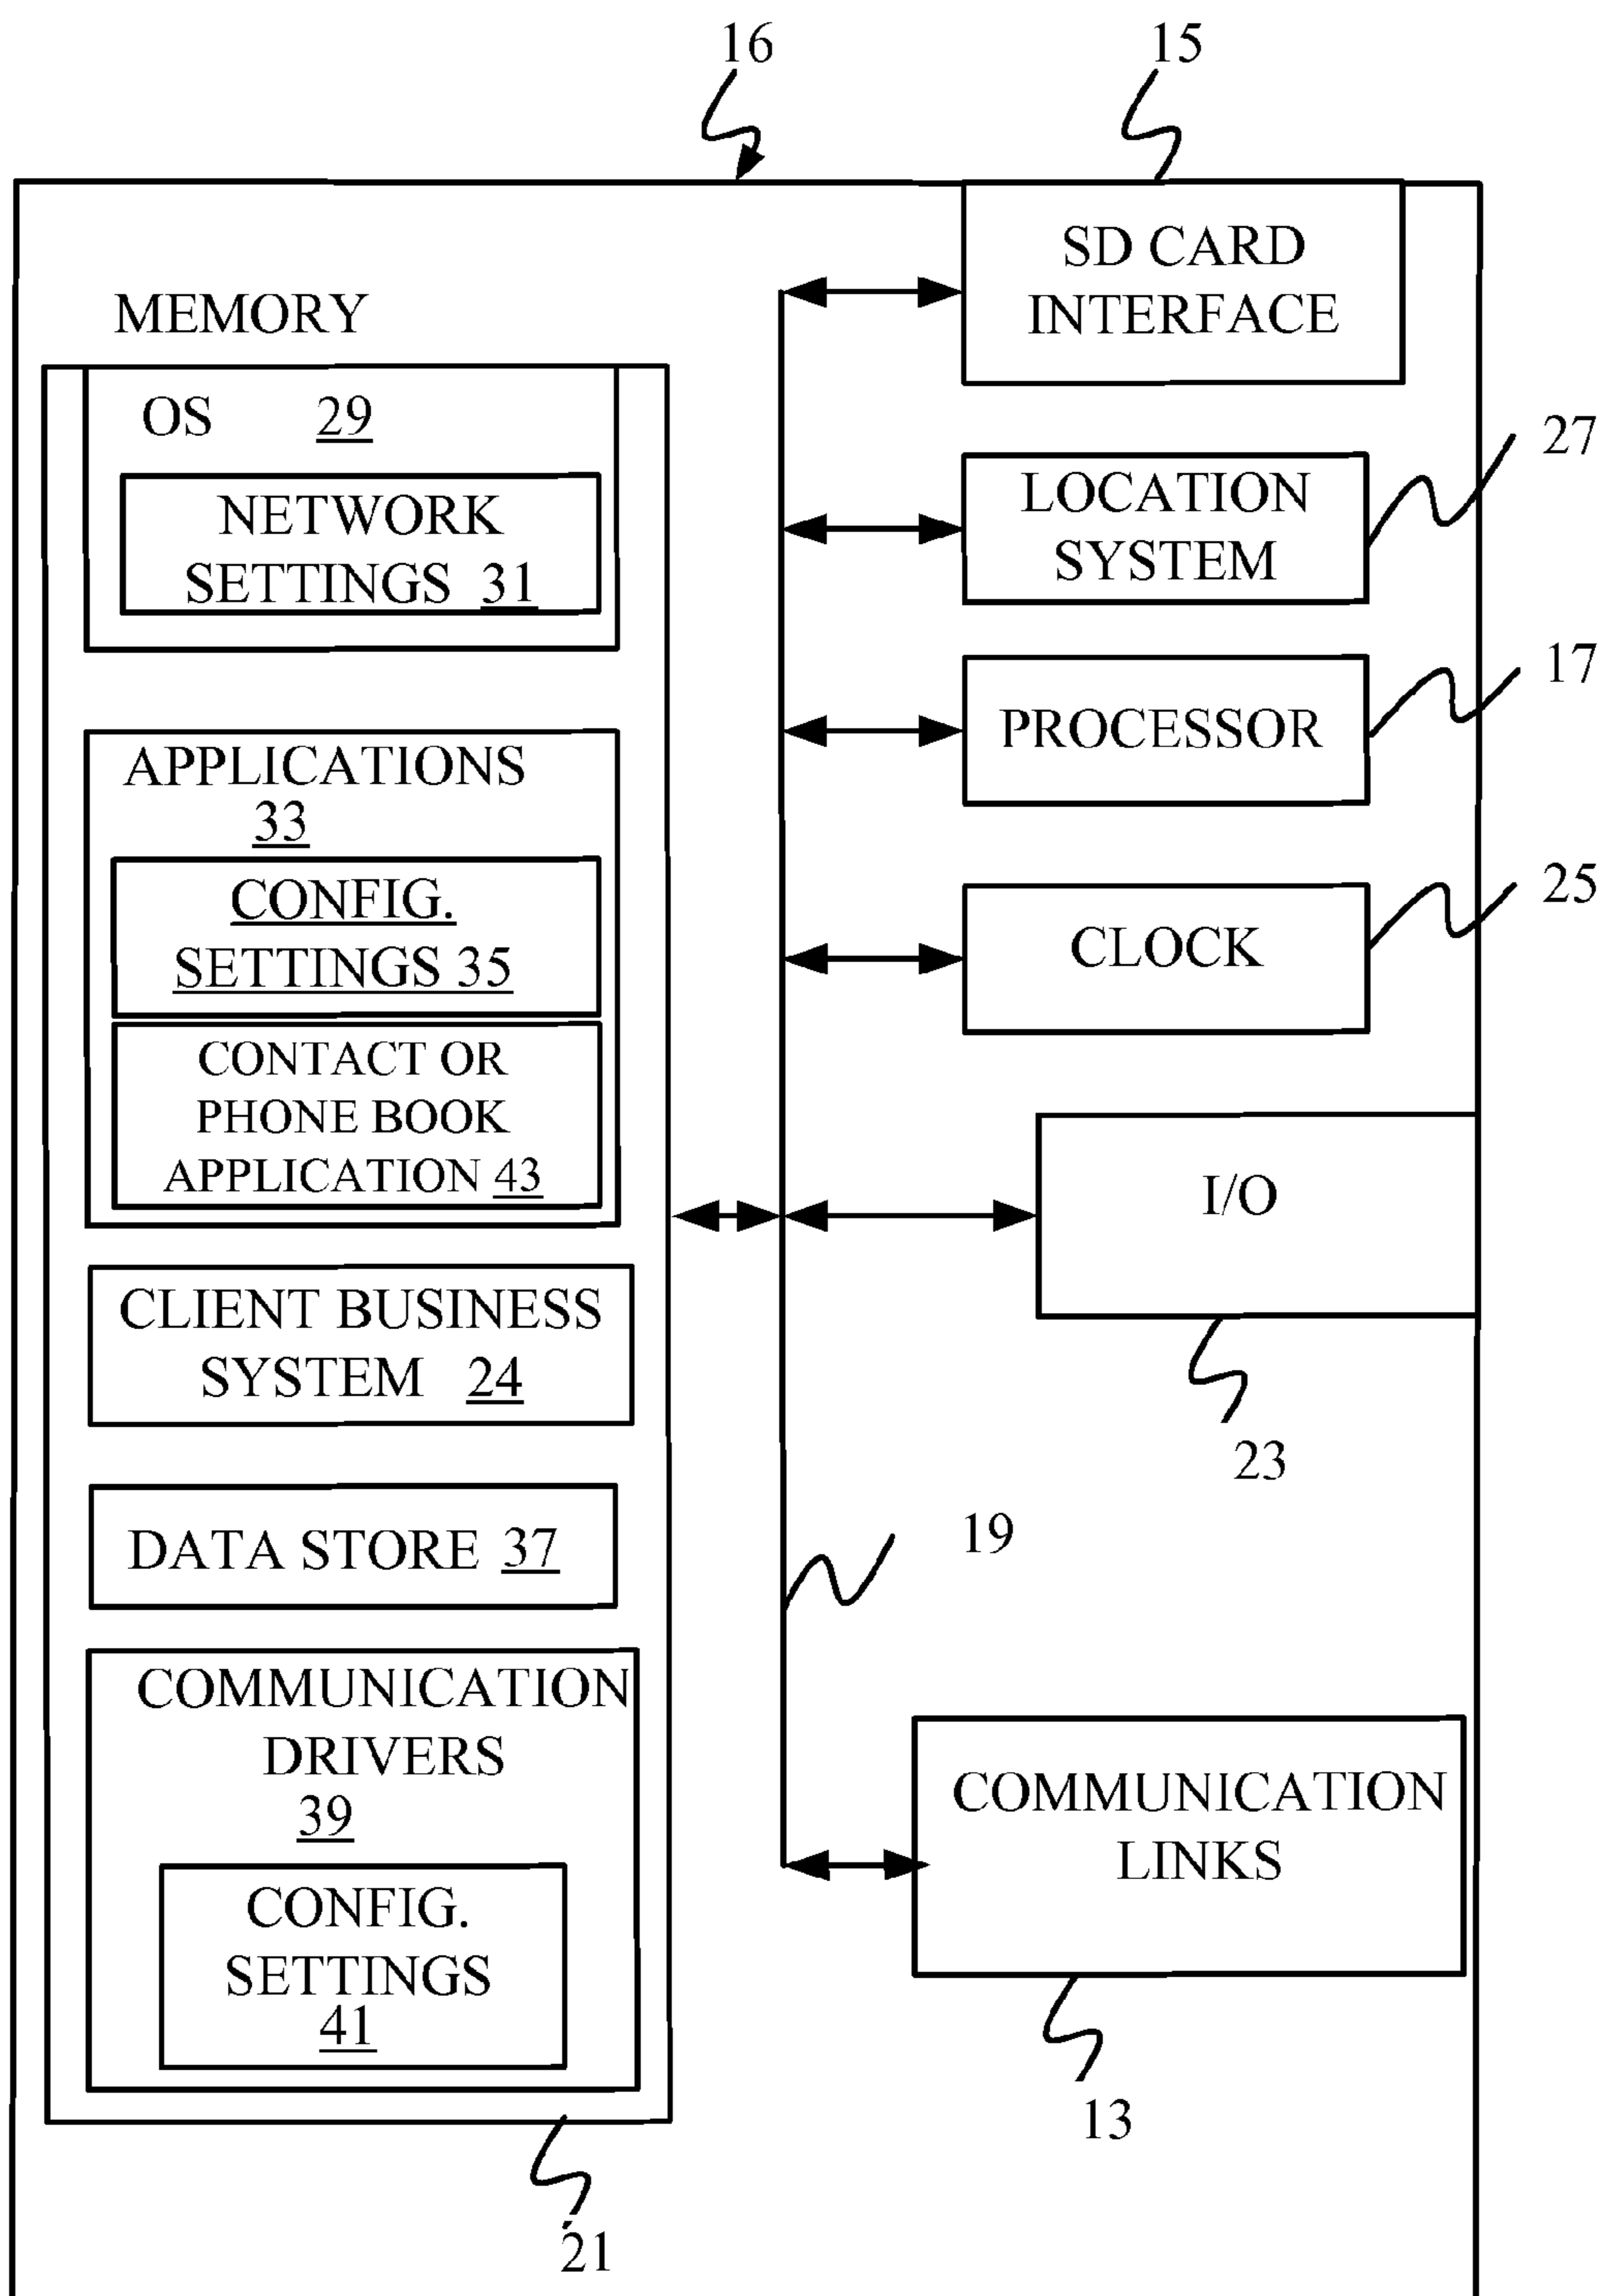 16
15
SD CARD
INTERFACE
MEMORY
OS 29
NETWORK
SETTINGS 31
27
LOCATION
SYSTEM
17
PROCESSOR
APPLICATIONS
33
CONFIG.
SETTINGS 35
25
CLOCK
CONTACT OR
PHONE BOOK
APPLICATION 43
I/O
23
CLIENT BUSINESS
SYSTEM 24
DATA STORE 37
19
COMMUNICATION
DRIVERS
39
CONFIG.
SETTINGS
41
COMMUNICATION
LINKS
13
21